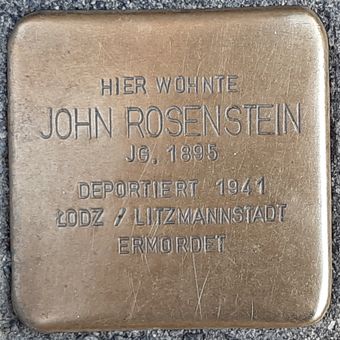 HIER WOHNTE
JOHN ROSENSTEIN
JG. 1895
DEPORTIERT 1941
ŁODZ / LITZMANNSTADT
ERMORDET